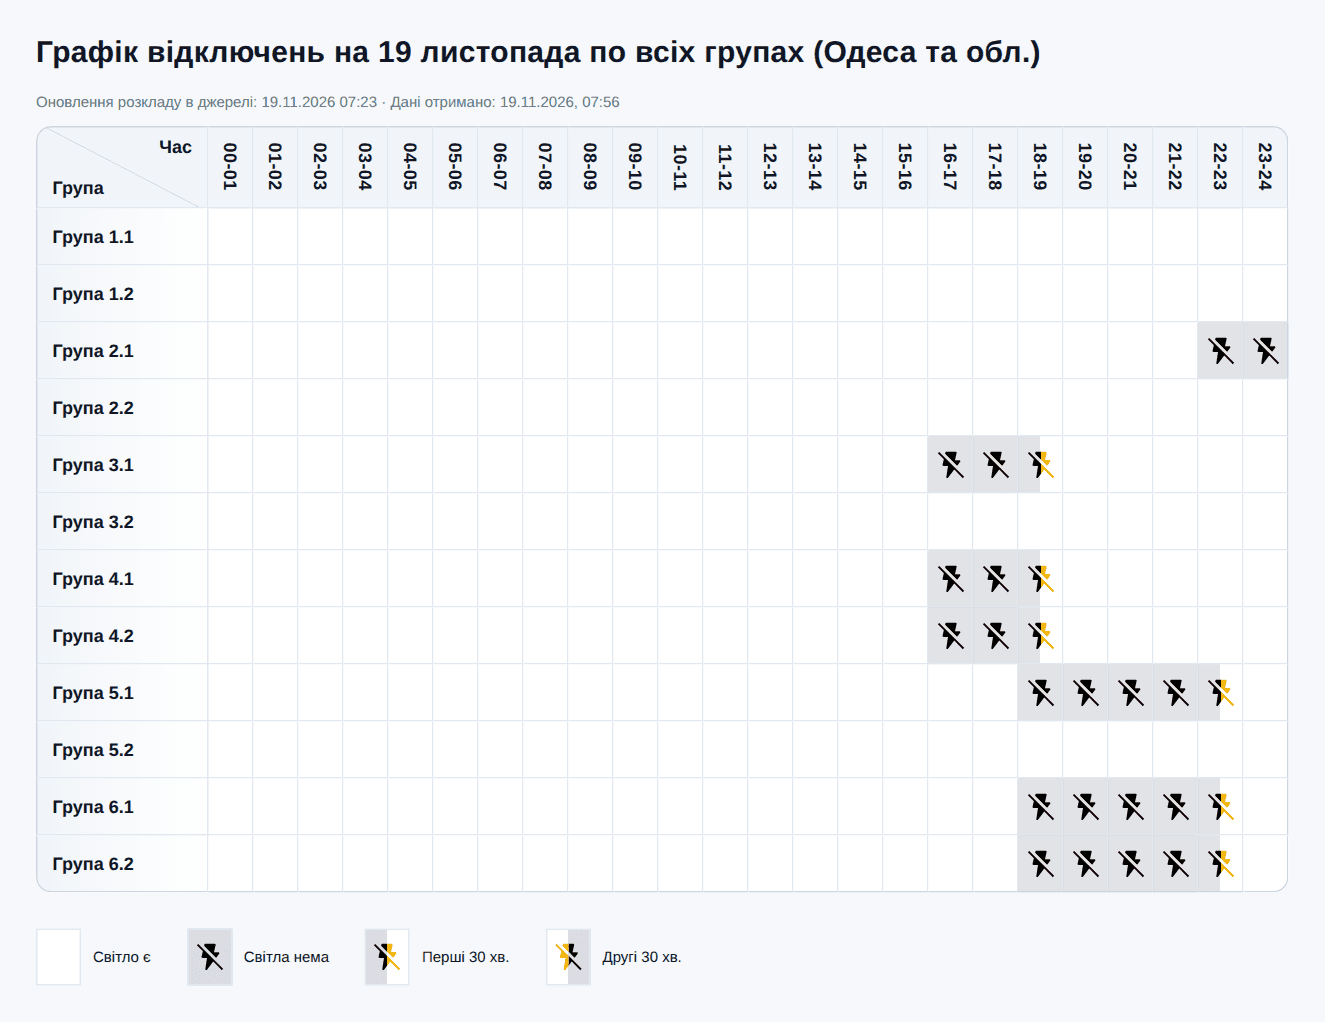 Графік відключень на 19 листопада по всіх групах (Одеса та обл.)
Оновлення розкладу в джерелі: 19.11.2026 07:23 · Дані отримано: 19.11.2026, 07:56
Час
Група
00-01
01-02
02-03
03-04
04-05
05-06
06-07
07-08
08-09
09-10
10-11
11-12
12-13
13-14
14-15
15-16
16-17
17-18
18-19
19-20
20-21
21-22
22-23
23-24
Група 1.1
Група 1.2
Група 2.1
Група 2.2
Група 3.1
Група 3.2
Група 4.1
Група 4.2
Група 5.1
Група 5.2
Група 6.1
Група 6.2
Світло є
Світла нема
Перші 30 хв.
Другі 30 хв.